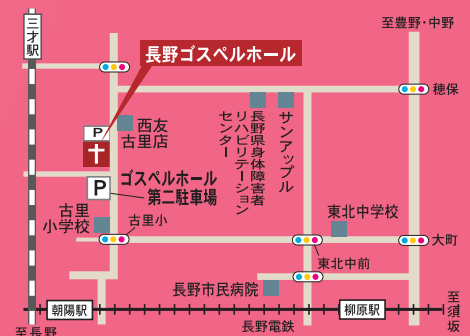 至豊野・中野
三才駅
長野ゴスペルホール
穂保
P
西友
古里店
長野県身体障害者
リハビリテーション
センター
サンアップル
P
ゴスペルホール
第二駐車場
古里
小学校
古里小
東北中学校
大町
東北中前
長野市民病院
至須坂
朝陽駅
柳原駅
長野電鉄
至長野